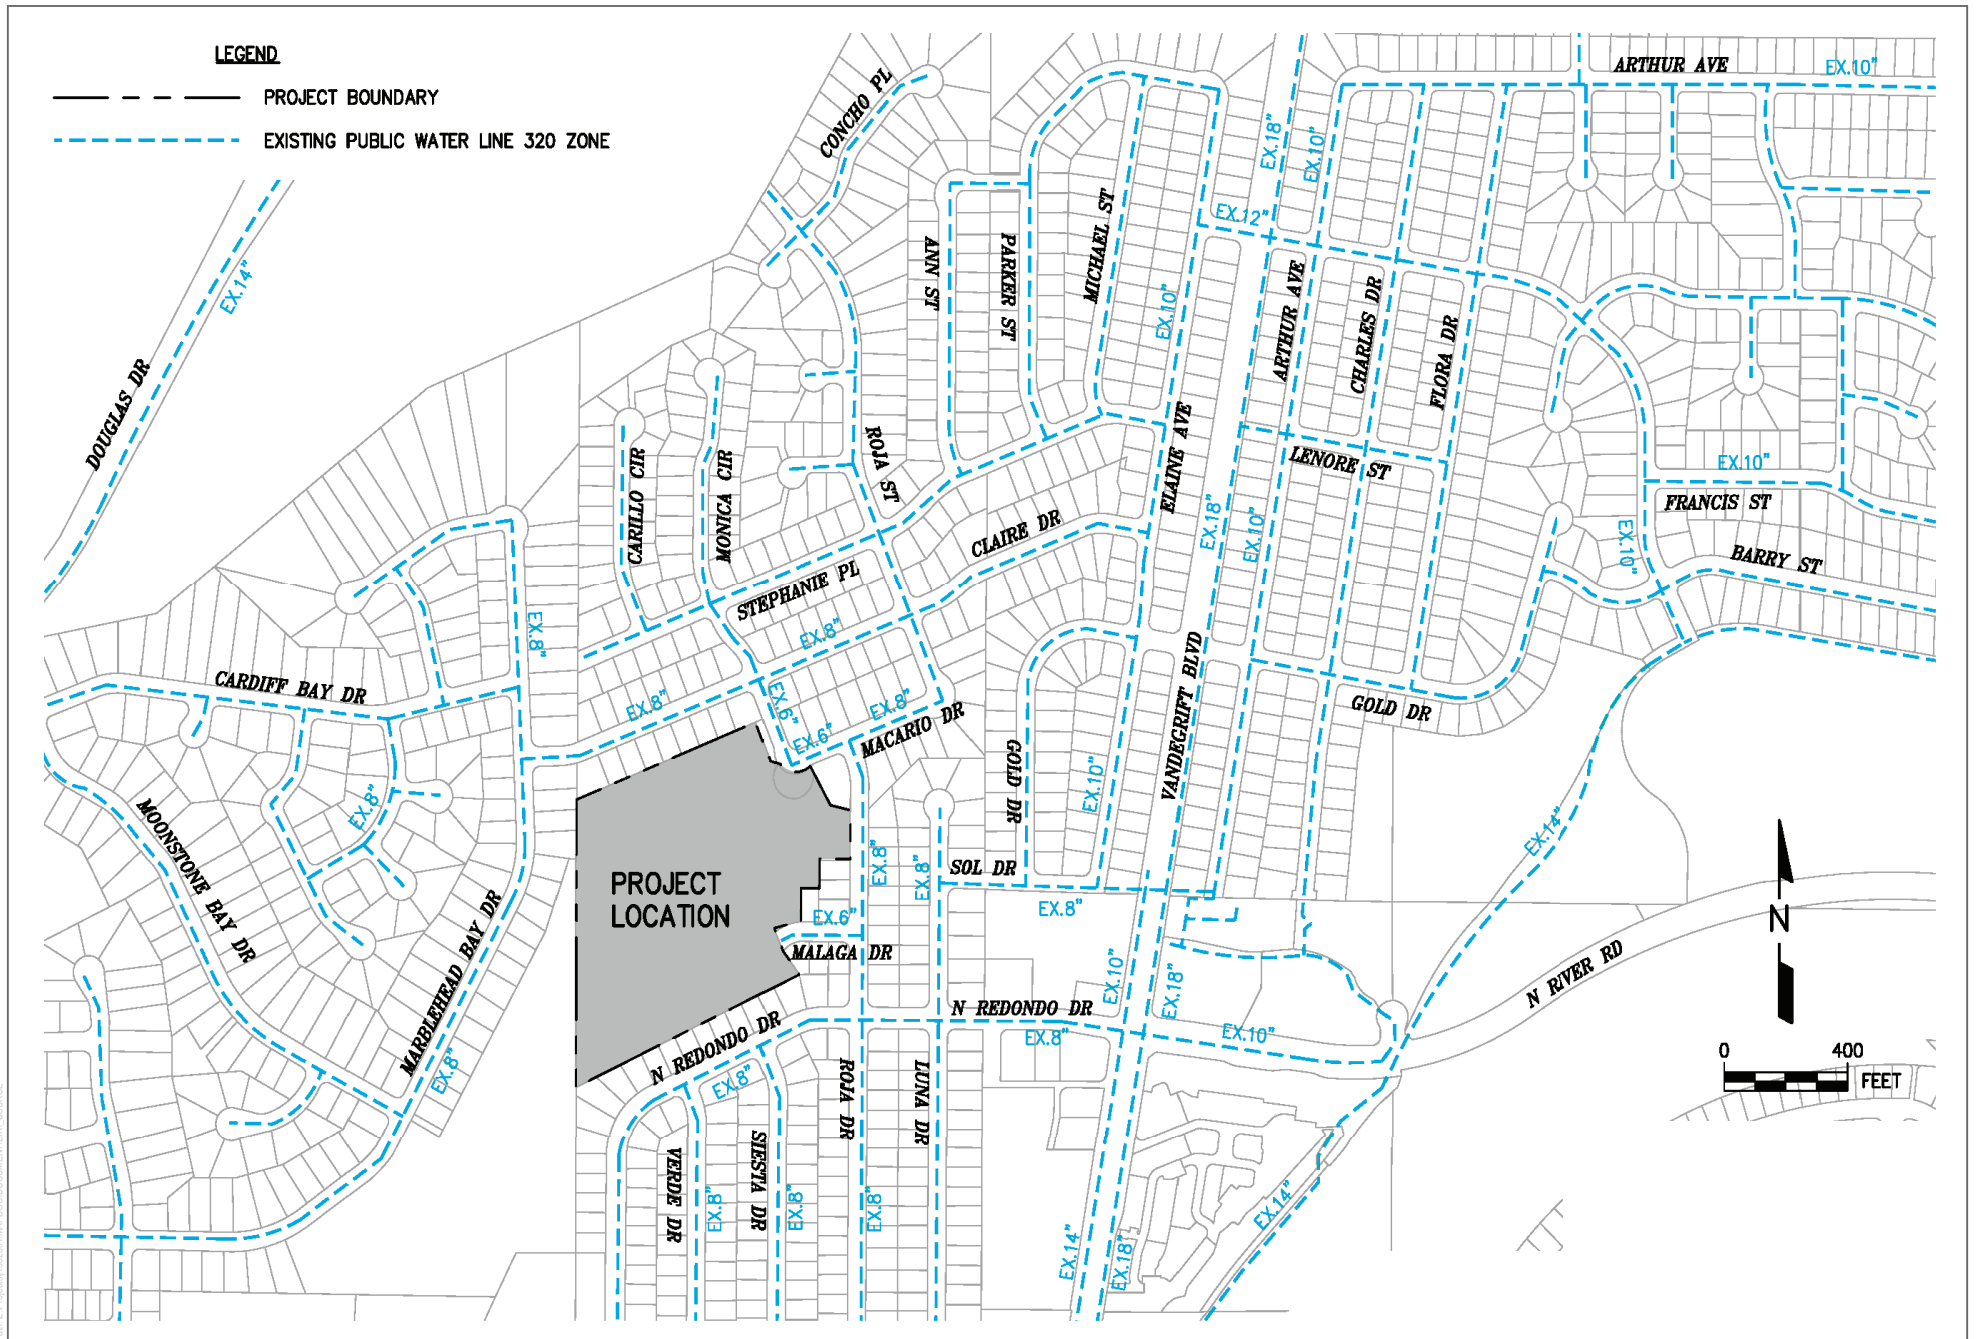 LEGEND
PROJECT BOUNDARY
EXISTING PUBLIC WATER LINE 320 ZONE
CONCHO PL
ARTHUR AVE
EX.10"
EX.18"
EX.10"
EX.12"
MICHAEL ST
ANN ST
PARKER ST
EX.14"
DOUGLAS DR
EX.10"
ARTHUR AVE
CHARLES DR
FLORA DR
ELAINE AVE
ROJA ST
CARILLO CIR
MONICA CIR
LENORE ST
EX.10"
FRANCIS ST
EX.18"
EX.10"
EX.10"
BARRY ST
CLAIRE DR
STEPHANIE PL
EX.8"
EX.8"
CARDIFF BAY DR
EX.8"
EX.6"
EX.8"
EX.6"
MACARIO DR
VANDEGRIFT BLVD
GOLD DR
GOLD DR
EX.10"
EX.8"
MOONSTONE BAY DR
EX.14"
PROJECT
LOCATION
EX.8"
EX.8"
SOL DR
EX.8"
EX.6"
MALAGA DR
MARBLEHEAD BAY DR
EX.8"
N REDONDO DR
EX.8"
N REDONDO DR
EX.8"
EX.10"
EX.18"
EX.10"
N RIVER RD
N
0 400
FEET
ROJA DR
LUNA DR
VERDE DR
SIESTA DR
EX.8"
EX.8"
EX.8"
EX.14"
EX.18"
EX.14"